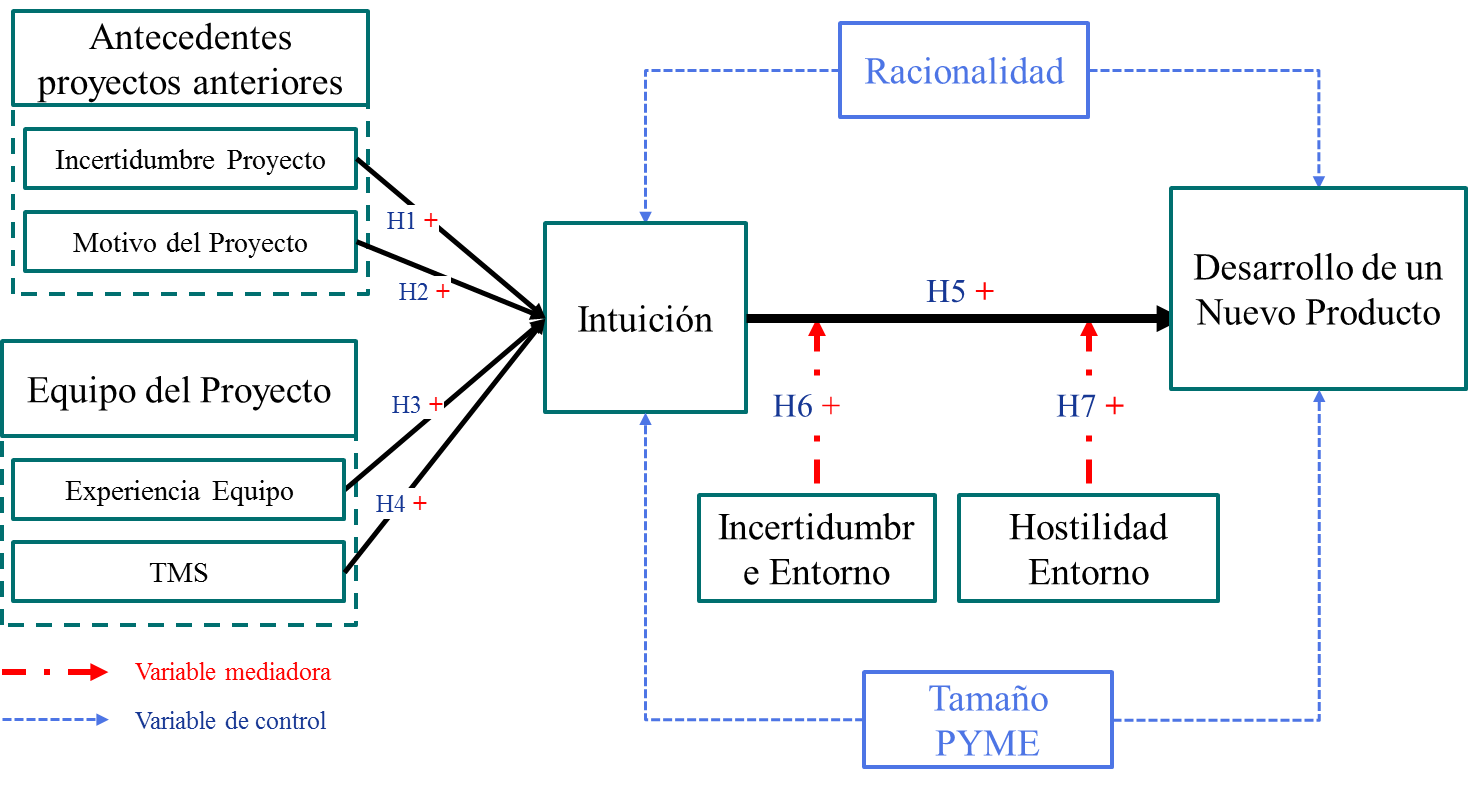 Antecedentes
proyectos anteriores
Incertidumbre Proyecto
Motivo del Proyecto
H1 +
H2 +
Equipo del Proyecto
Experiencia Equipo
TMS
H3 +
H4 +
Racionalidad
Intuición
H5 +
Desarrollo de un
Nuevo Producto
H6 +
H7 +
Incertidumbr
e Entorno
Hostilidad
Entorno
Tamaño
PYME
Variable mediadora
Variable de control